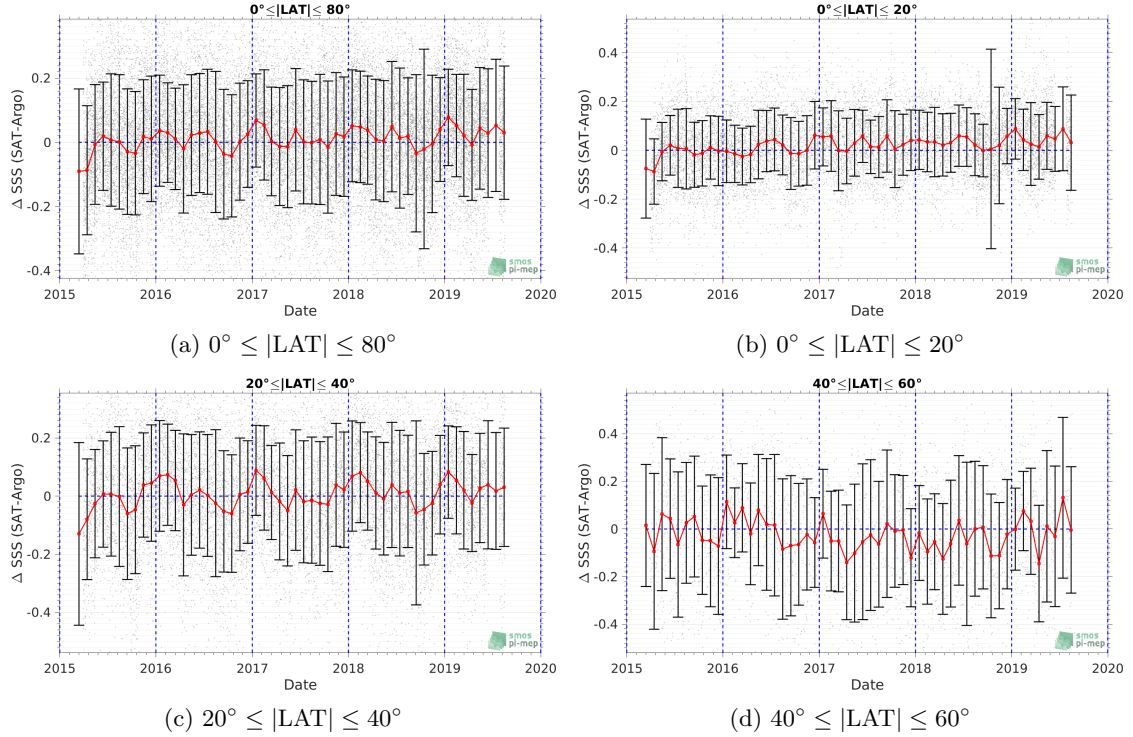 0°≤|LAT|≤ 80°
Δ SSS (SAT-Argo)
0.2
0
-0.2
-0.4
2015 2016 2017 2018 2019 2020
Date
smos
pi-mep
(a) 0° ≤ |LAT| ≤ 80°
0°≤|LAT|≤ 20°
Δ SSS (SAT-Argo)
0.4
0.2
0
-0.2
-0.4
2015 2016 2017 2018 2019 2020
Date
smos
pi-mep
(b) 0° ≤ |LAT| ≤ 20°
20°≤|LAT|≤ 40°
Δ SSS (SAT-Argo)
0.2
0
-0.2
-0.4
2015 2016 2017 2018 2019 2020
Date
smos
pi-mep
(c) 20° ≤ |LAT| ≤ 40°
40°≤|LAT|≤ 60°
Δ SSS (SAT-Argo)
0.4
0.2
0
-0.2
-0.4
2015 2016 2017 2018 2019 2020
Date
smos
pi-mep
(d) 40° ≤ |LAT| ≤ 60°